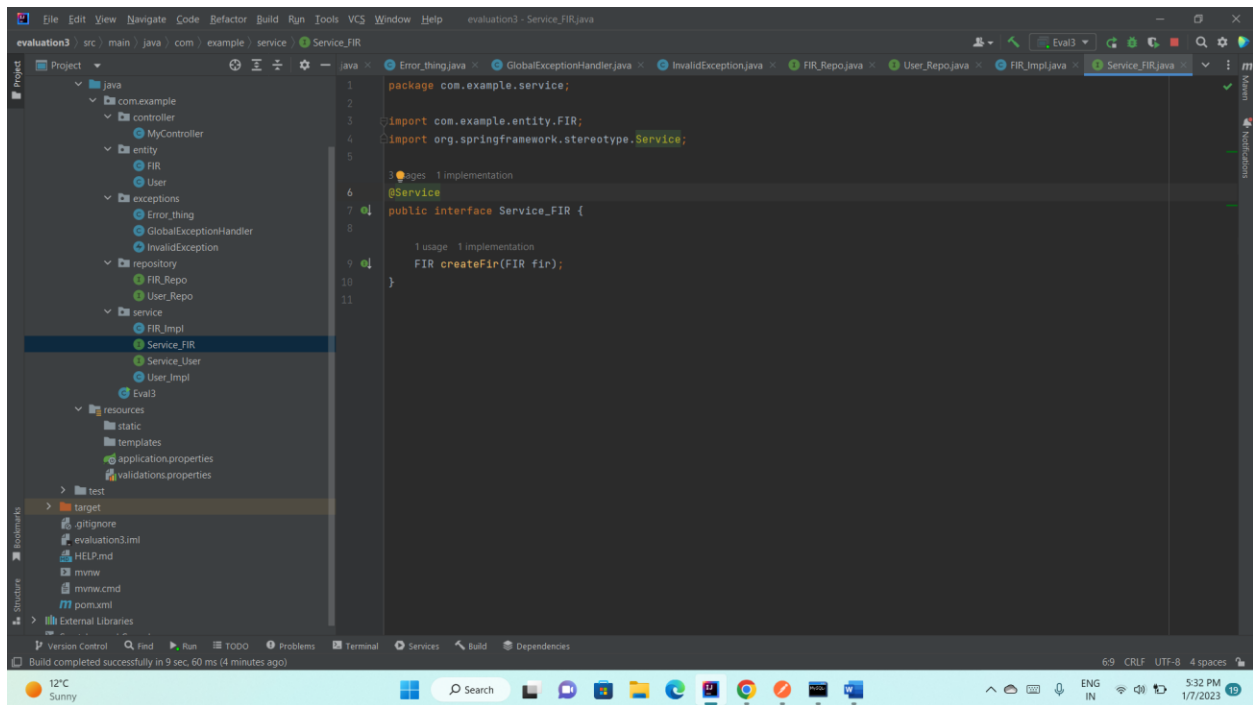 File Edit View Navigate Code Refactor Build Run Tools VCS Window Help evaluation3 - Service_FIR.java
evaluation3 src main java com example service Service_FIR Eval3
Project java Error_thing.java GlobalExceptionHandler.java InvalidException.java FIR_Repo.java User_Repo.java FIR_Impl.java Service_FIR.java
Project
Maven
Notifications
Bookmarks
Structure
java
com.example
controller
MyController
entity
FIR
User
exceptions
Error_thing
GlobalExceptionHandler
InvalidException
repository
FIR_Repo
User_Repo
service
FIR_Impl
Service_FIR
Service_User
User_Impl
Eval3
resources
static
templates
application.properties
validations.properties
test
target
.gitignore
evaluation3.iml
HELP.md
mvnw
mvnw.cmd
pom.xml
External Libraries
1 package com.example.service;
2
3 import com.example.entity.FIR;
4 import org.springframework.stereotype.Service;
5
3 ages 1 implementation
6 @Service
7 public interface Service_FIR {
8
1 usage 1 implementation
9 FIR createFir(FIR fir);
10 }
11
Version Control Find Run TODO Problems Terminal Services Build Dependencies
Build completed successfully in 9 sec, 60 ms (4 minutes ago) 6:9 CRLF UTF-8 4 spaces
12°C
Sunny
Search
ENG
IN
5:32 PM
1/7/2023
19